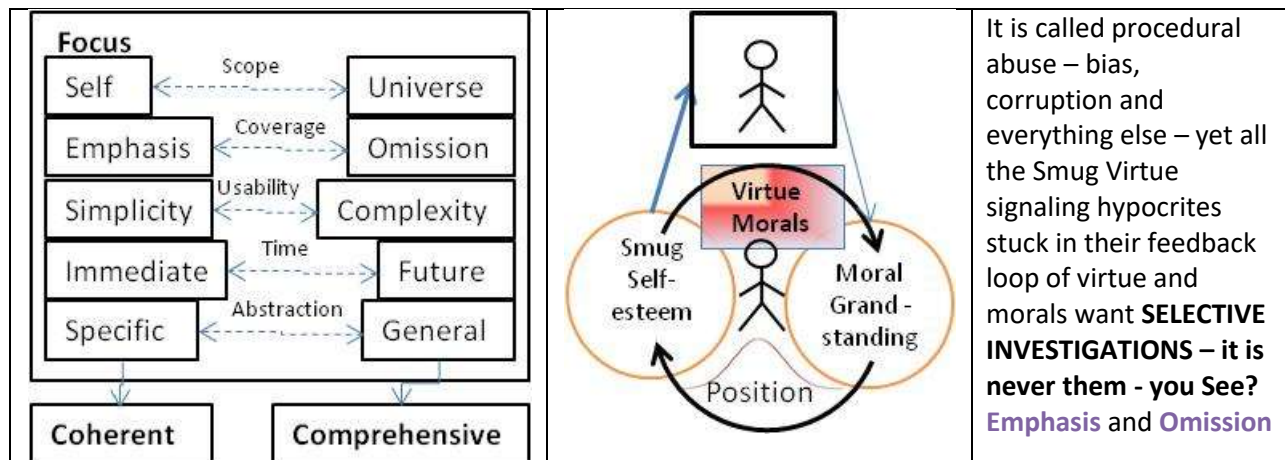 Focus
Self
Scope
Universe
Emphasis
Coverage
Omission
Simplicity
Usability
Complexity
Immediate
Time
Future
Specific
Abstraction
General
Coherent
Comprehensive
Virtue
Morals
Smug
Self-
esteem
Moral
Grand -
standing
Position
It is called procedural
abuse – bias,
corruption and
everything else – yet all
the Smug Virtue
signaling hypocrites
stuck in their feedback
loop of virtue and
morals want SELECTIVE
INVESTIGATIONS – it is
never them - you See?
Emphasis and Omission